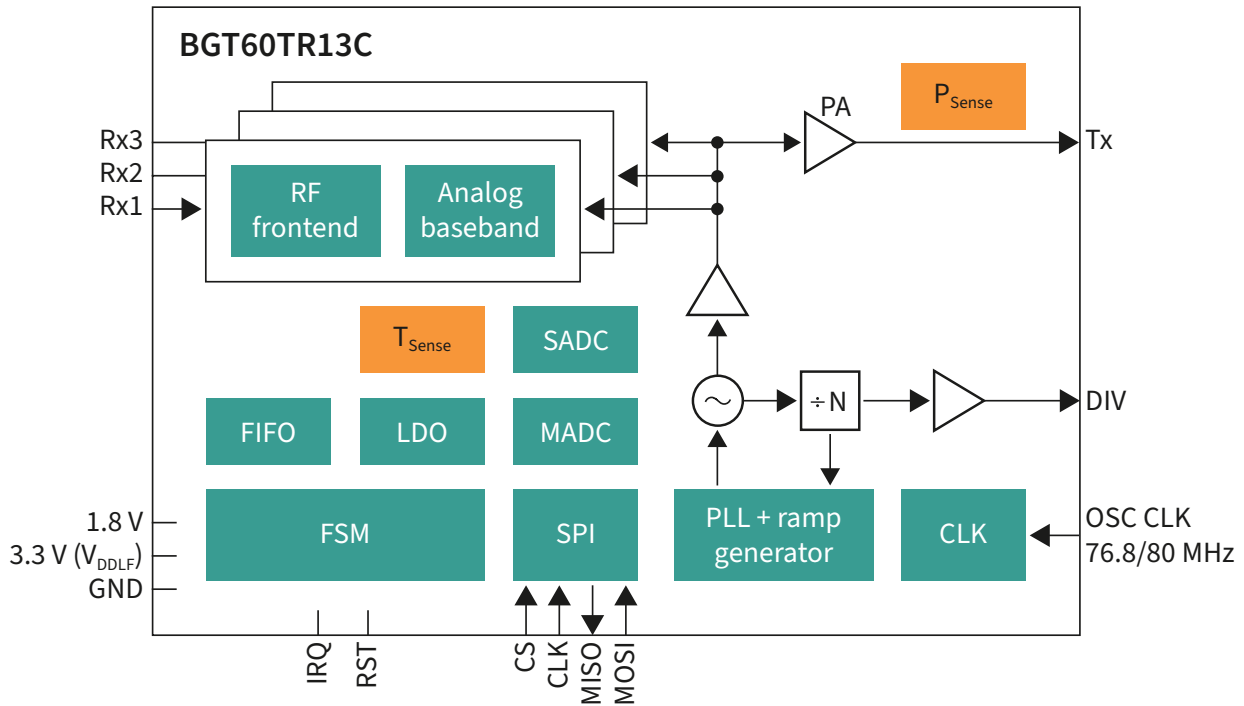 BGT60TR13C
PA
P Sense
Rx3
Rx2
Rx1
Tx
RF
frontend
Analog
baseband
T Sense
SADC
FIFO
LDO
MADC
÷N
DIV
FSM
SPI
PLL + ramp
generator
CLK
1.8 V
3.3 V (VDDLF)
GND
OSC CLK
76.8/80 MHz
IRQ
RST
CS
CLK
MISO
MOSI